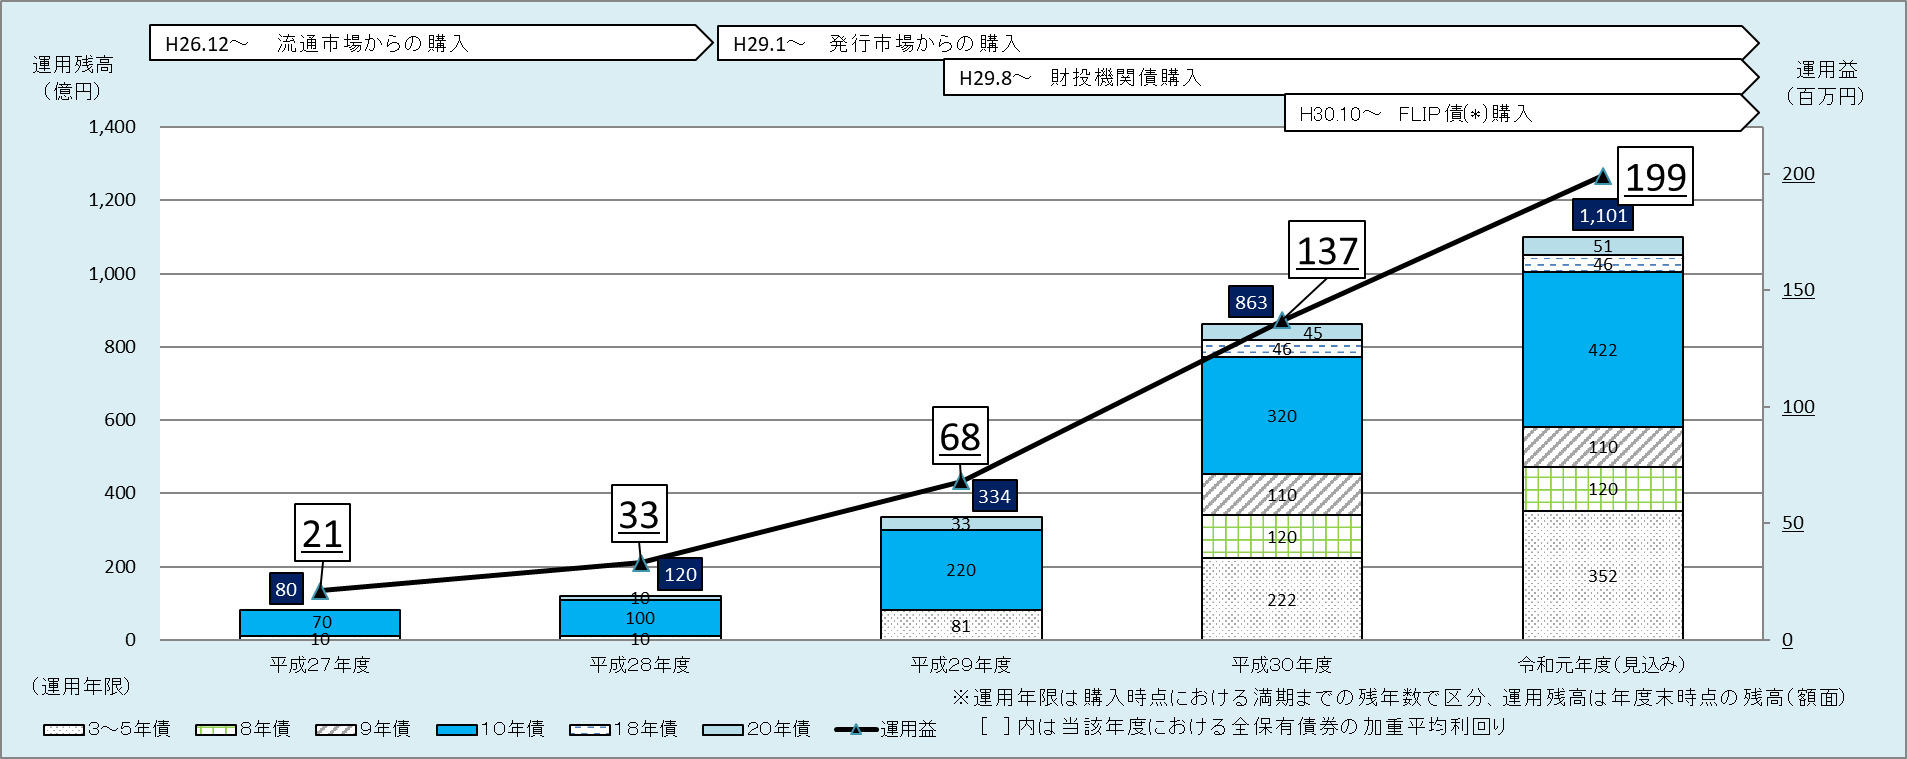 H26.12～　流通市場からの購入
H29.1～　発行市場からの購入
H29.8～　財投機関債購入
H30.10～　FLIP債(*)購入
運用残高
（億円）
運用益
（百万円）
1,400
1,200
1,000
800
600
400
200
0
200
150
100
50
0
21
80
70
10
33
120
10
100
10
68
334
33
220
81
137
863
45
46
320
110
120
222
199
1,101
51
46
422
110
120
352
平成27年度
平成28年度
平成29年度
平成30年度
令和元年度（見込み）
（運用年限）
※運用年限は購入時点における満期までの残年数で区分、運用残高は年度末時点の残高（額面）
［　］内は当該年度における全保有債券の加重平均利回り
3～5年債
8年債
9年債
10年債
18年債
20年債
運用益